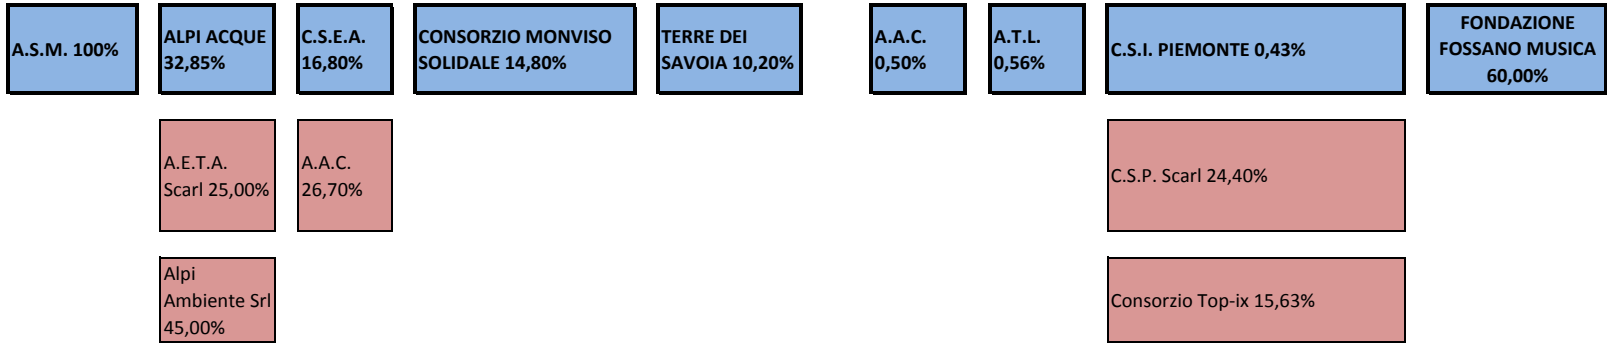 A.S.M. 100%
ALPI ACQUE
32,85%
C.S.E.A.
16,80%
CONSORZIO MONVISO
SOLIDALE 14,80%
TERRE DEI
SAVOIA 10,20%
A.A.C.
0,50%
A.T.L.
0,56%
C.S.I. PIEMONTE 0,43%
FONDAZIONE
FOSSANO MUSICA
60,00%
A.E.T.A.
Scarl 25,00%
A.A.C.
26,70%
C.S.P. Scarl 24,40%
Alpi
Ambiente Srl
45,00%
Consorzio Top-ix 15,63%